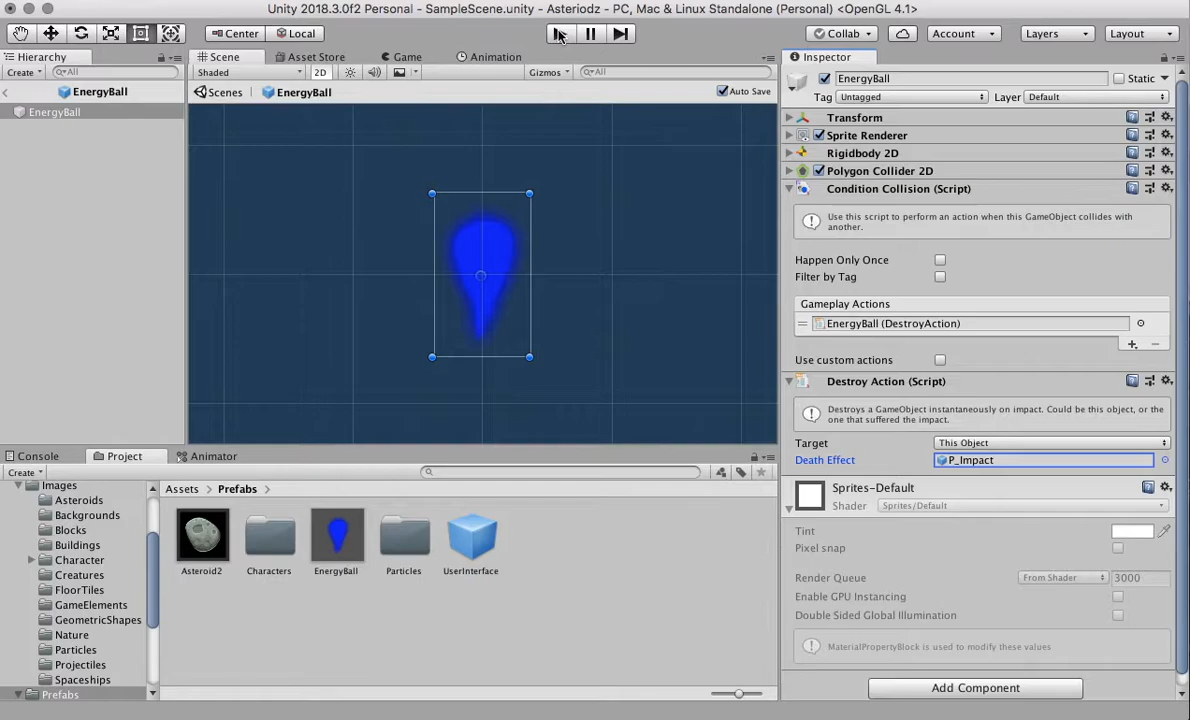 Unity 2018.3.0f2 Personal - SampleScene.unity - Asteriodz - PC, Mac & Linux Standalone (Personal) <OpenGL 4.1>
Center Local Collab Account Layers Layout
Hierarchy
Create All
EnergyBall
EnergyBall
Scene Asset Store Game Animation
Shaded 2D Gizmos All
Scenes EnergyBall Auto Save
Inspector
EnergyBall Static
Tag Untagged Layer Default
Transform
Sprite Renderer
Rigidbody 2D
Polygon Collider 2D
Condition Collision (Script)
Use this script to perform an action when this GameObject collides with
another.
Happen Only Once
Filter by Tag
Gameplay Actions
EnergyBall (DestroyAction)
Use custom actions
Destroy Action (Script)
Destroys a GameObject instantaneously on impact. Could be this object, or the
one that suffered the impact.
Target This Object
Death Effect P_Impact
Sprites-Default
Shader Sprites/Default
Tint
Pixel snap
Render Queue From Shader 3000
Enable GPU Instancing
Double Sided Global Illumination
MaterialPropertyBlock is used to modify these values
Add Component
Console Project Animator
Create
Images
Asteroids
Backgrounds
Blocks
Buildings
Character
Creatures
FloorTiles
GameElements
GeometricShapes
Nature
Particles
Projectiles
Spaceships
Prefabs
Assets Prefabs
Asteroid2 Characters EnergyBall Particles UserInterface